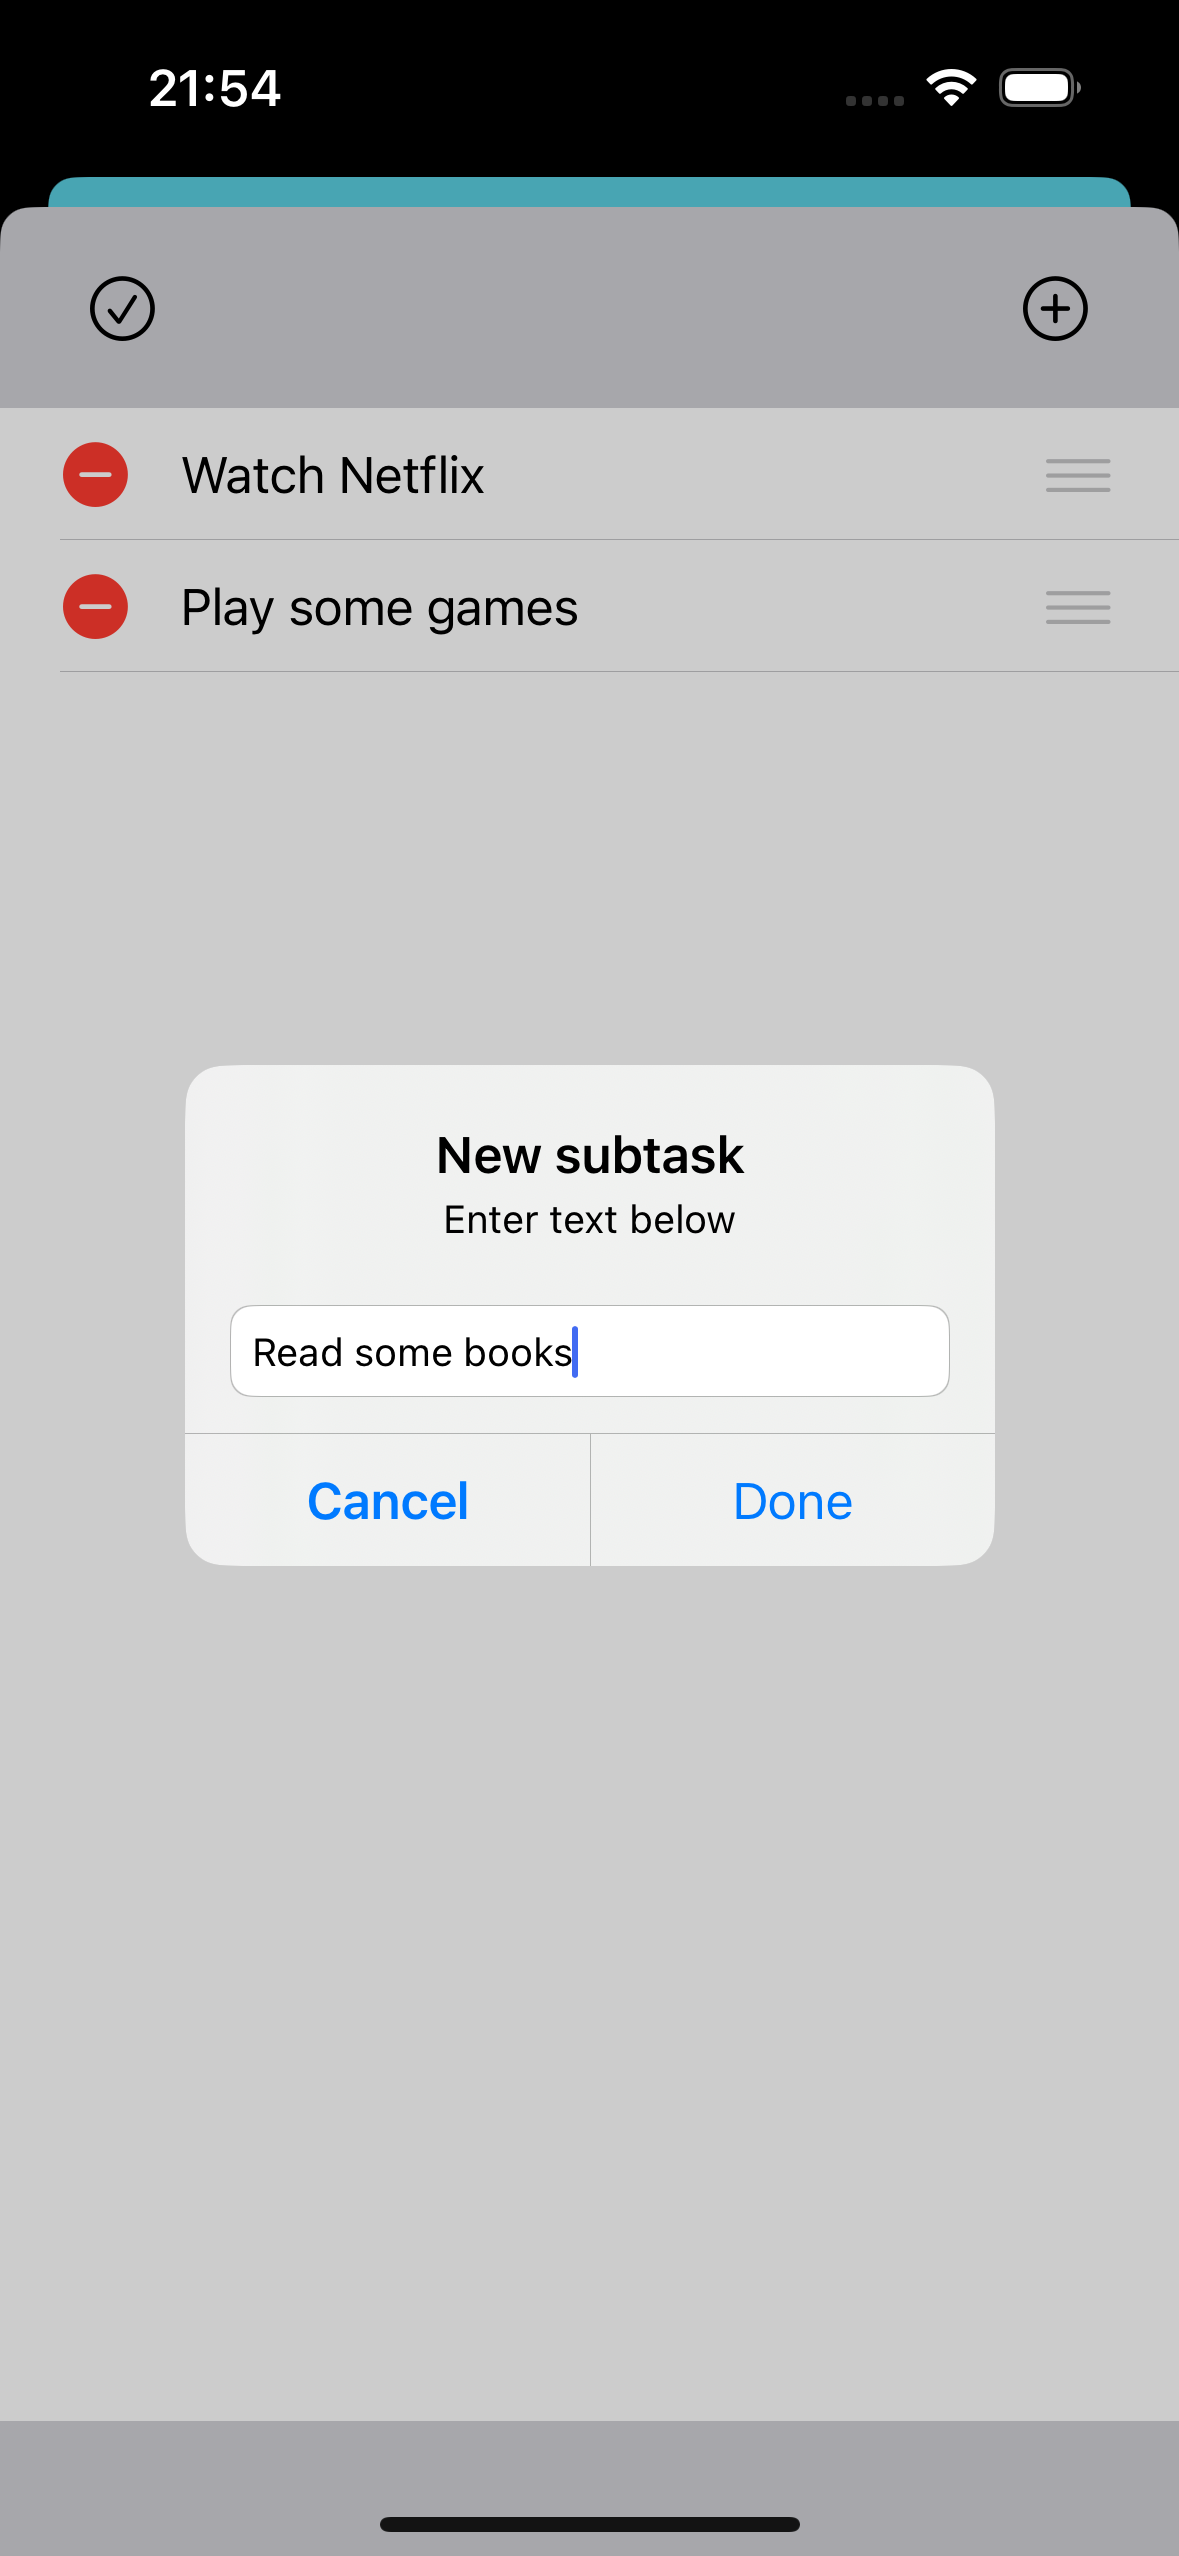 21:54
Watch Netflix
Play some games
New subtask
Enter text below
Read some books
Cancel
Done